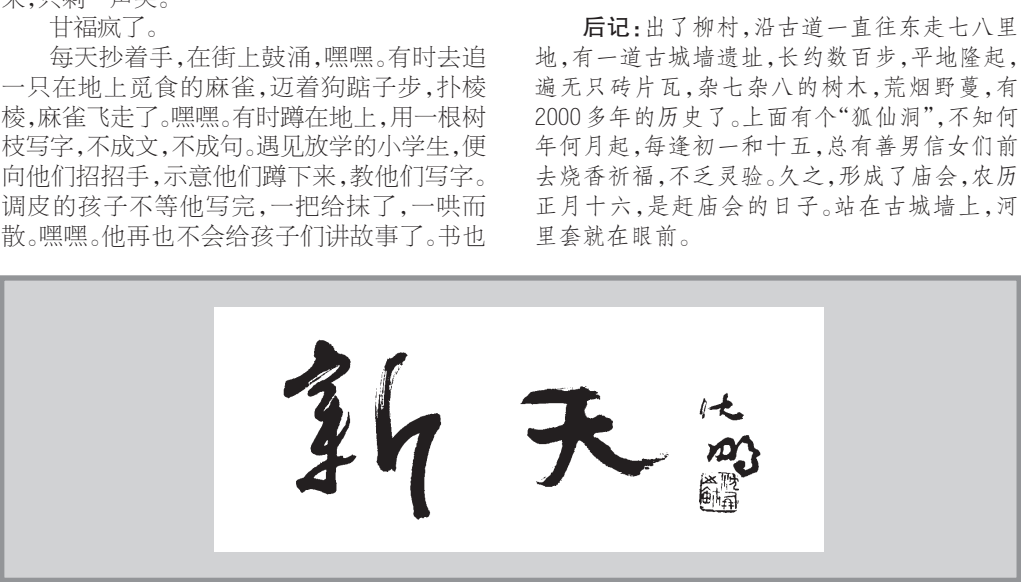 来,只剩一声笑。
甘福疯了。
每天抄着手,在街上鼓涌,嘿嘿。有时去追
一只在地上觅食的麻雀,迈着狗踮子步,扑棱
棱,麻雀飞走了。嘿嘿。有时蹲在地上,用一根树
枝写字,不成文,不成句。遇见放学的小学生,便
向他们招招手,示意他们蹲下来,教他们写字。
调皮的孩子不等他写完,一把给抹了,一哄而
散。嘿嘿。他再也不会给孩子们讲故事了。书也
后记:出了柳村,沿古道一直往东走七八里
地,有一道古城墙遗址,长约数百步,平地隆起,
遍无只砖片瓦,杂七杂八的树木,荒烟野蔓,有
2000多年的历史了。上面有个“狐仙洞”,不知何
年何月起,每逢初一和十五,总有善男信女们前
去烧香祈福,不乏灵验。久之,形成了庙会,农历
正月十六,是赶庙会的日子。站在古城墙上,河
里套就在眼前。
新天
沈鹏